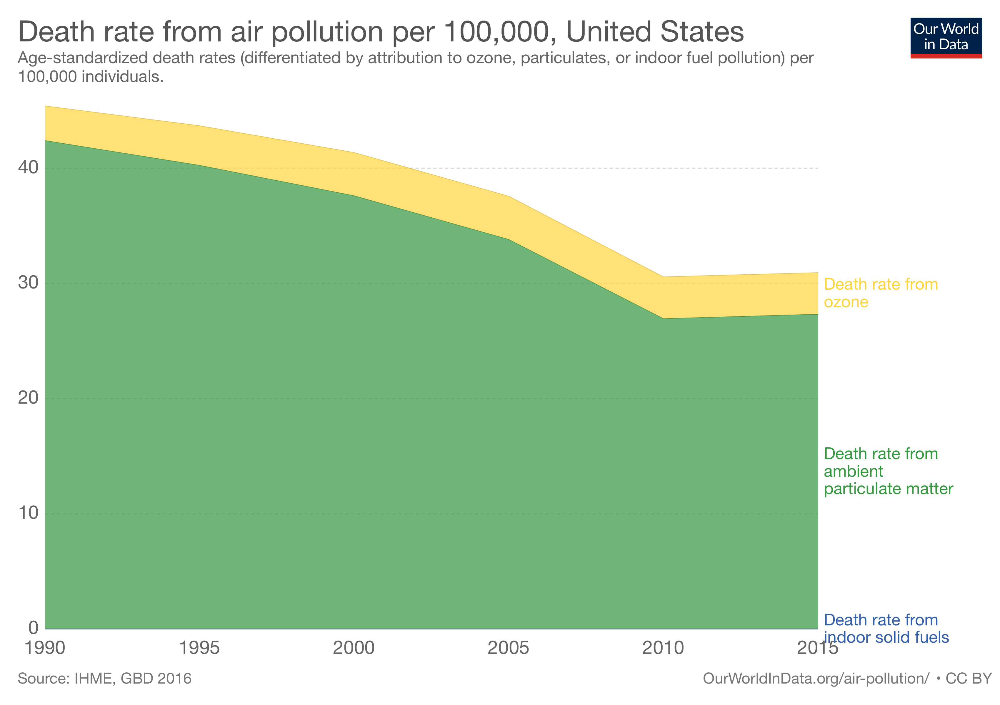 Death rate from air pollution per 100,000, United States
Our World
in Data
Age-standardized death rates (differentiated by attribution to ozone, particulates, or indoor fuel pollution) per
100,000 individuals.
40
30
20
10
0
Death rate from
ozone
Death rate from
ambient
particulate matter
Death rate from
indoor solid fuels
1990 1995 2000 2005 2010 2015
Source: IHME, GBD 2016
OurWorldInData.org/air-pollution/ • CC BY